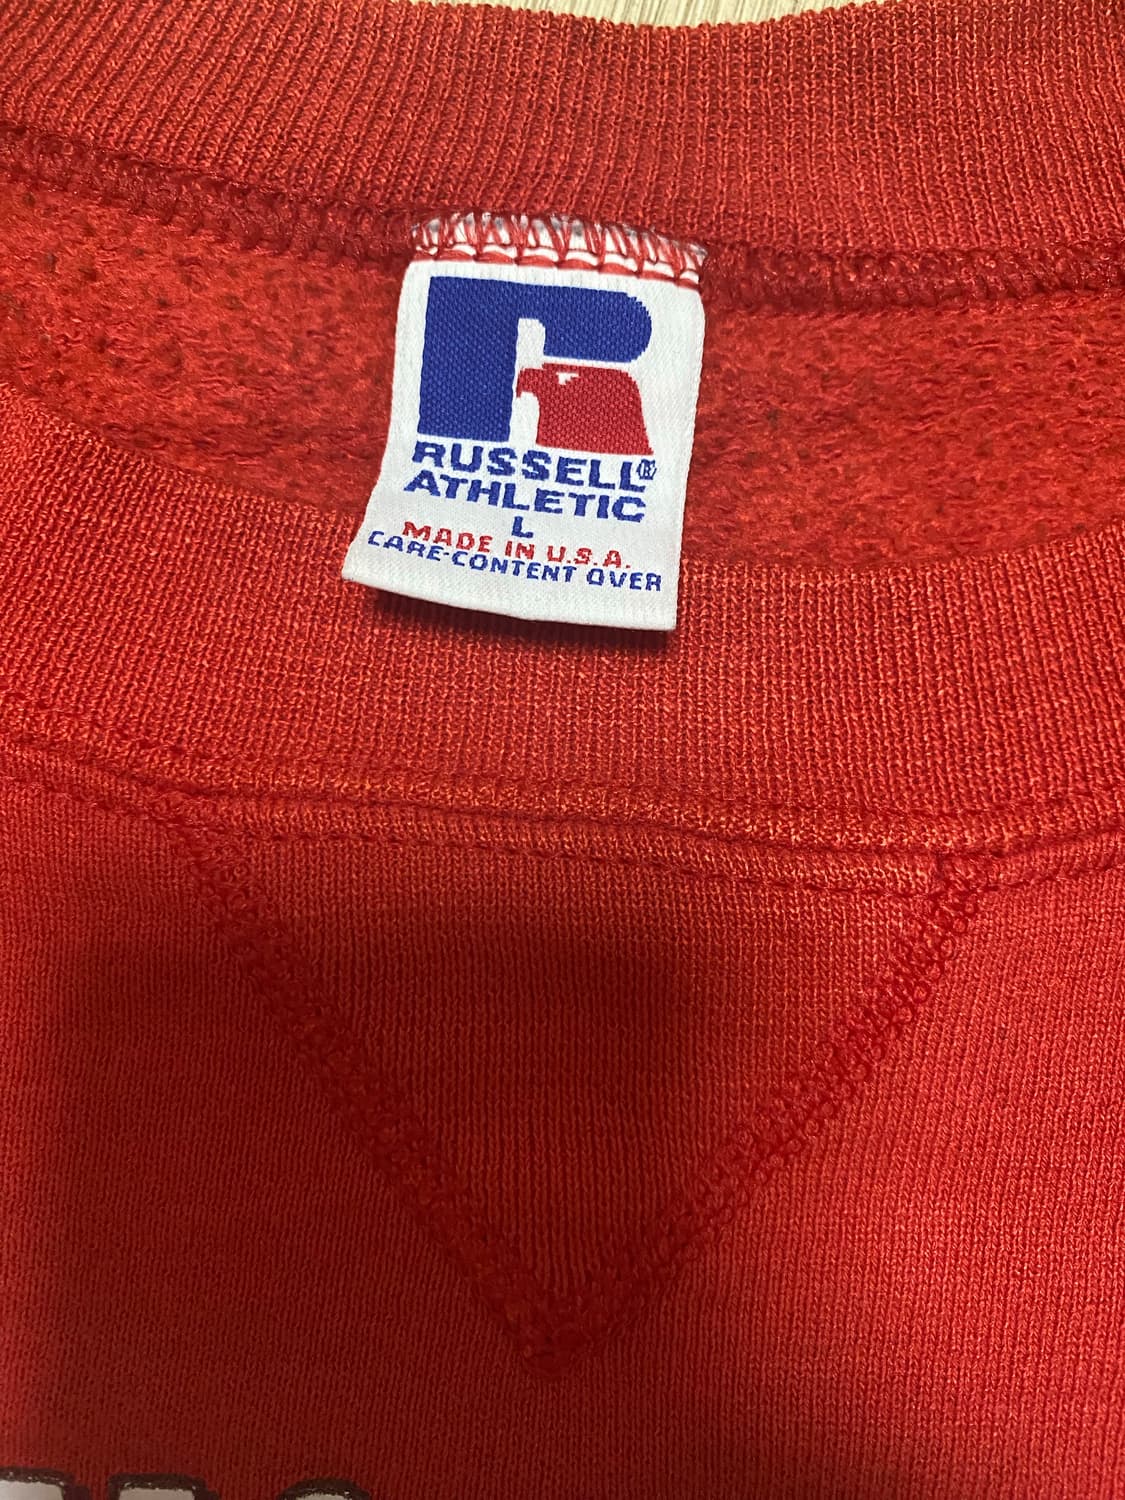 RUSSELL®
ATHLETIC
L
MADE IN U.S.A.
CARE-CONTENT OVER